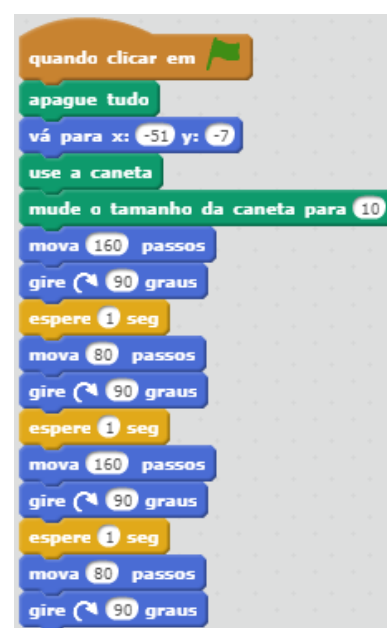 quando clicar em
apague tudo
vá para x: -51 y: -7
use a caneta
mude o tamanho da caneta para 10
mova 160 passos
gire 90 graus
espere 1 seg
mova 80 passos
gire 90 graus
espere 1 seg
mova 160 passos
gire 90 graus
espere 1 seg
mova 80 passos
gire 90 graus